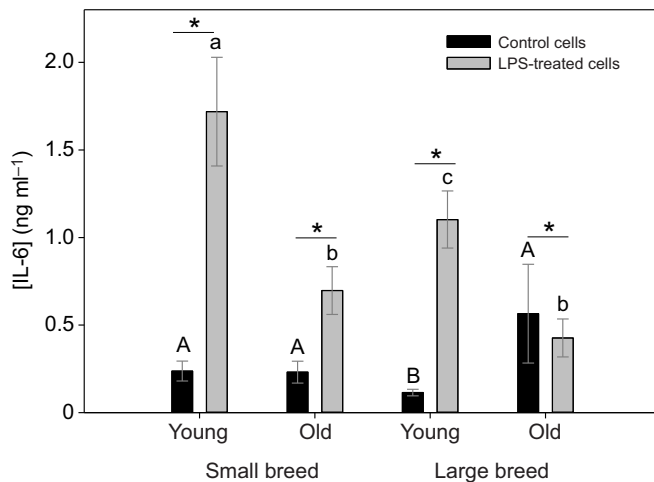 Control cells
LPS-treated cells
[IL-6] (ng ml⁻¹)
2.0
1.5
1.0
0.5
0
* a
A
* b
A
* c
B
* A
b
Young Old Young Old
Small breed Large breed